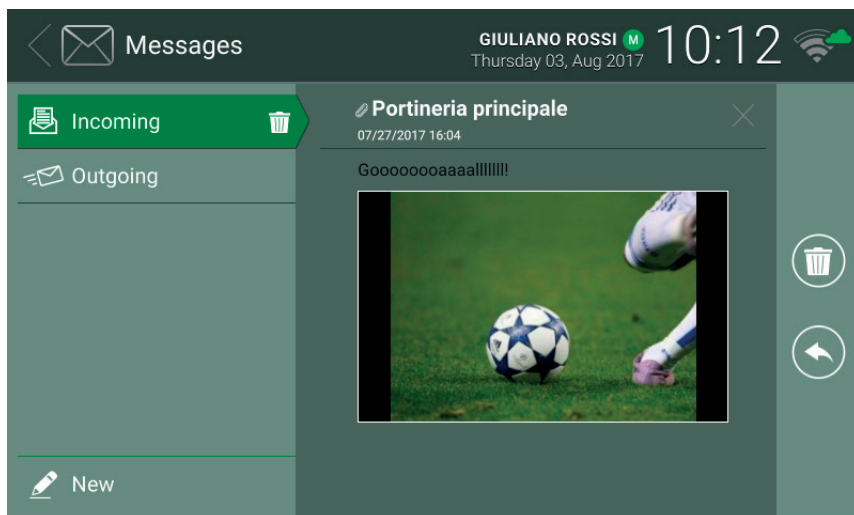 Messages
GIULIANO ROSSI M
Thursday 03, Aug 2017
10:12
Incoming
Outgoing
New
Portineria principale
07/27/2017 16:04
Goooooooaaaalllllll!